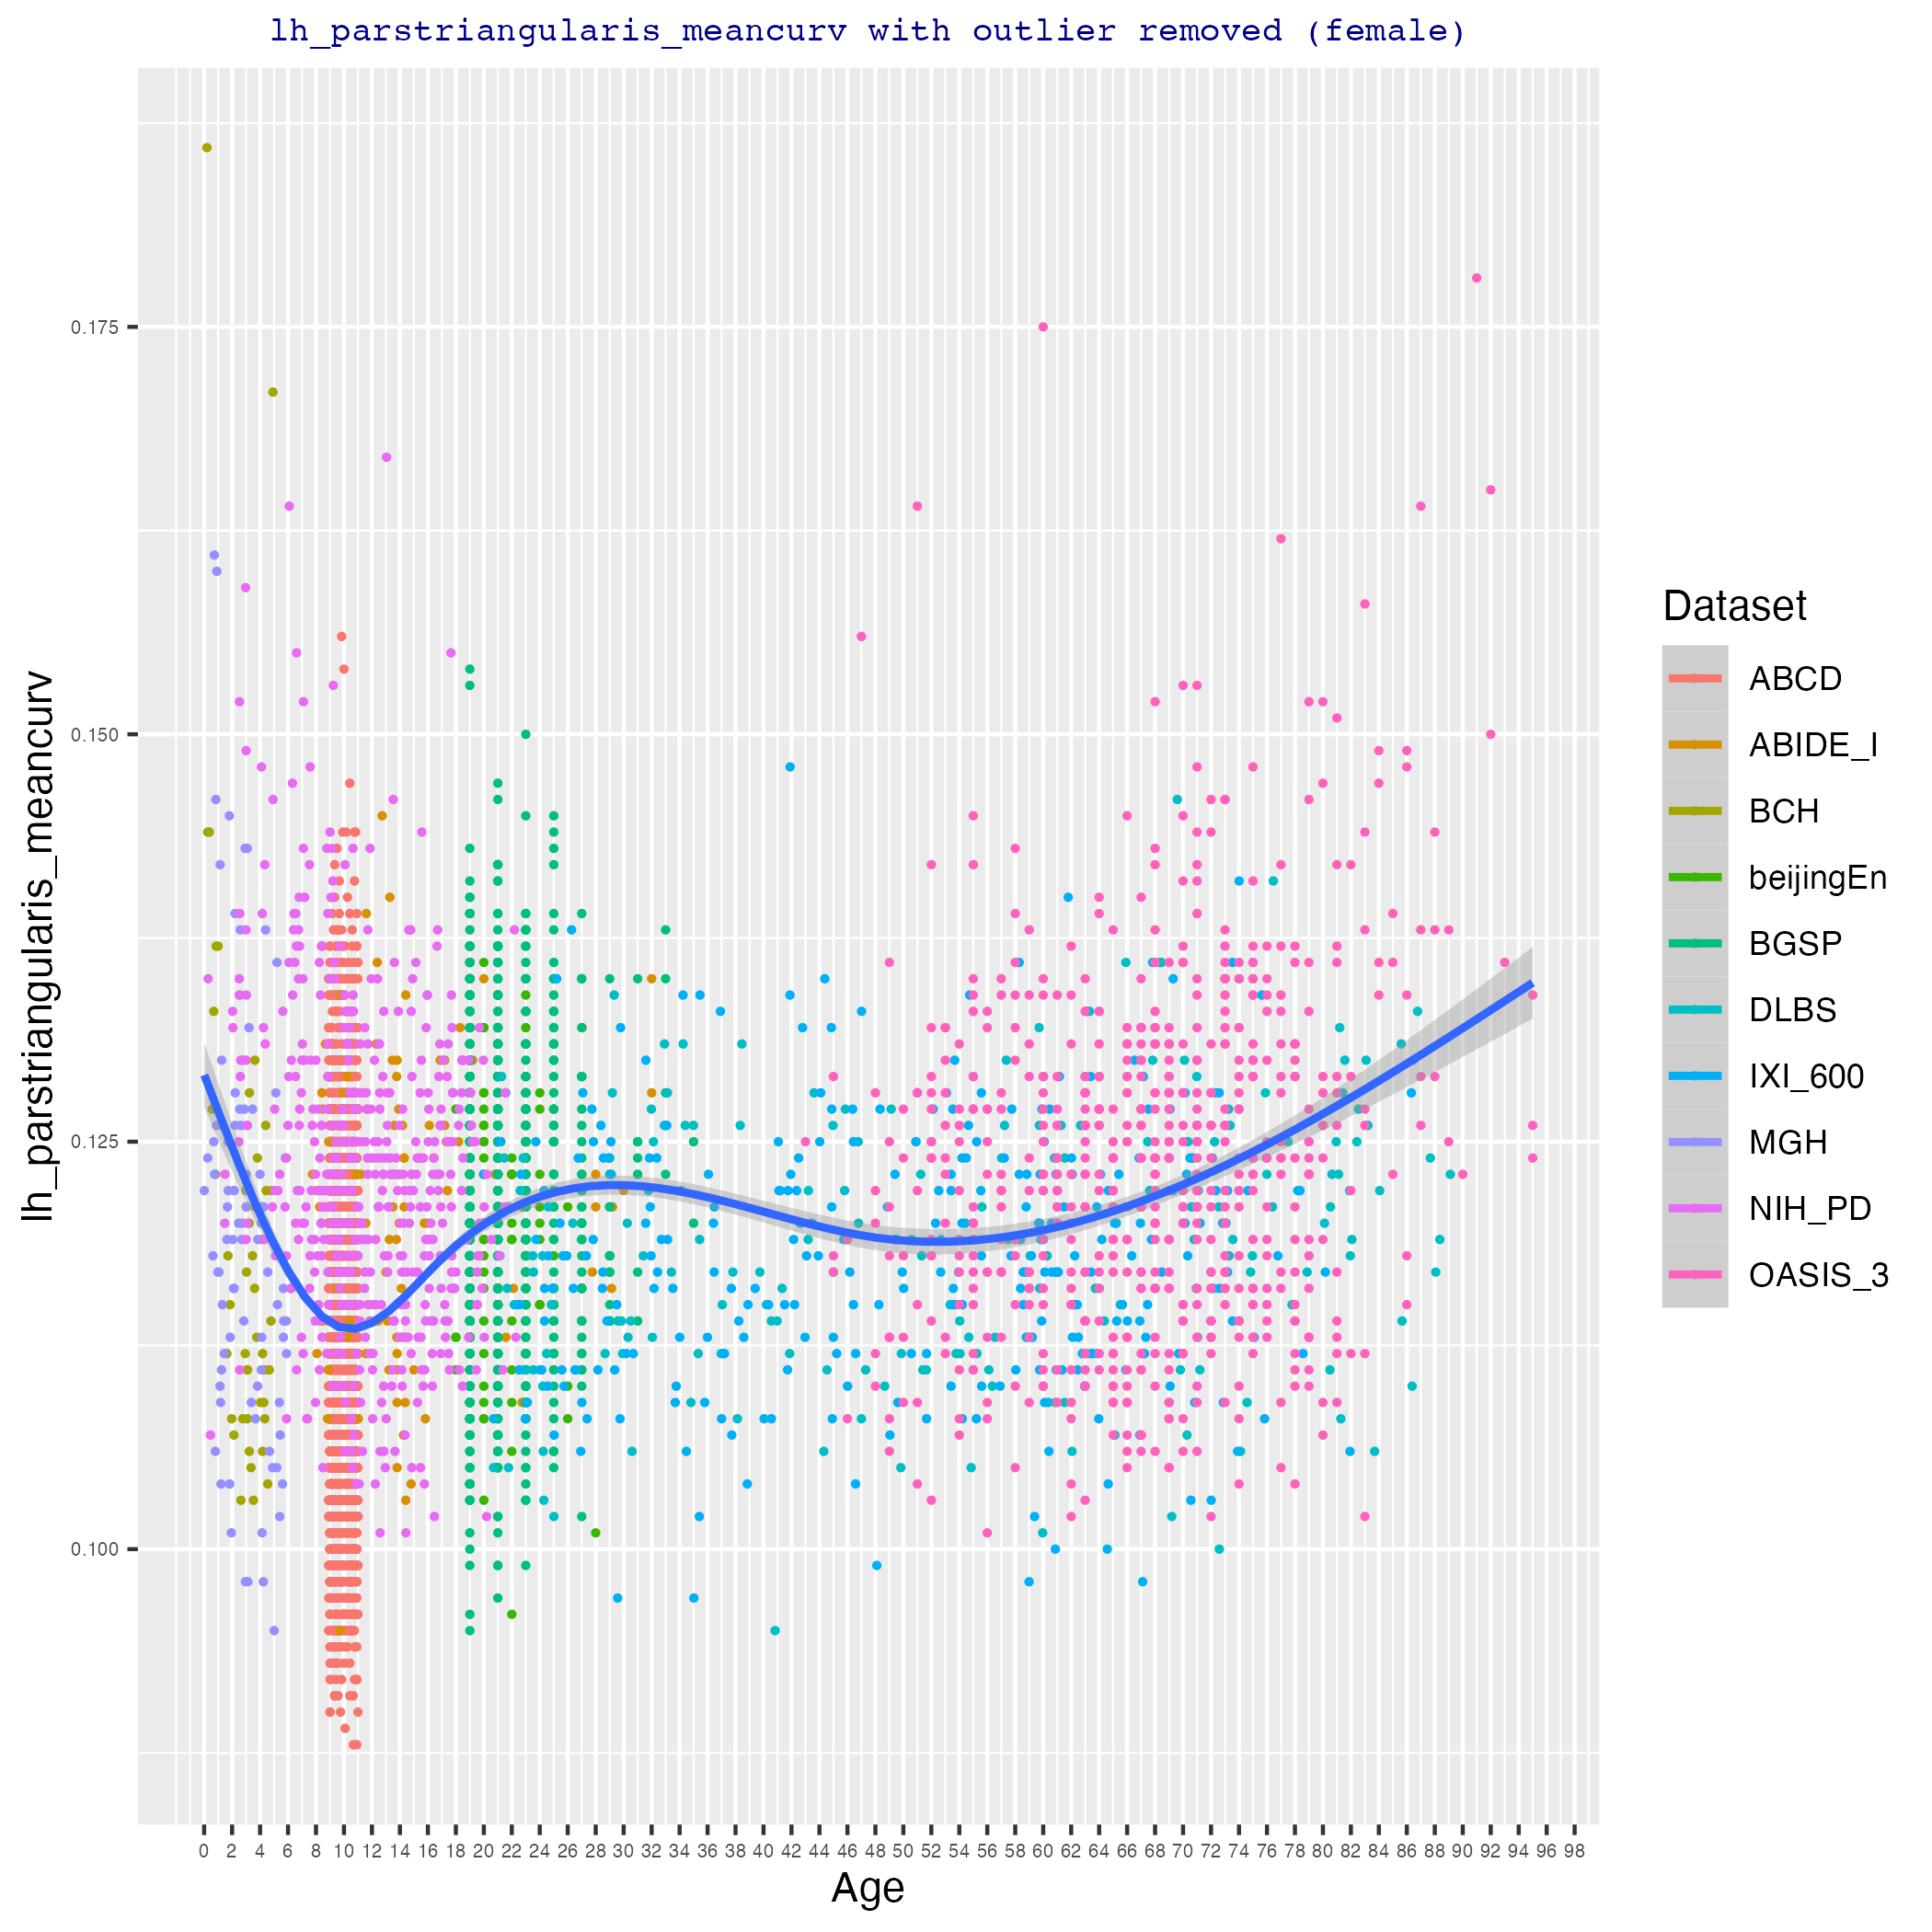 lh_parstriangularis_meancurv with outlier removed (female)
lh_parstriangularis_meancurv
0.175
0.150
0.125
0.100
0 2 4 6 8 10 12 14 16 18 20 22 24 26 28 30 32 34 36 38 40 42 44 46 48 50 52 54 56 58 60 62 64 66 68 70 72 74 76 78 80 82 84 86 88 90 92 94 96 98
Age
Dataset
ABCD
ABIDE_I
BCH
beijingEn
BGSP
DLBS
IXI_600
MGH
NIH_PD
OASIS_3